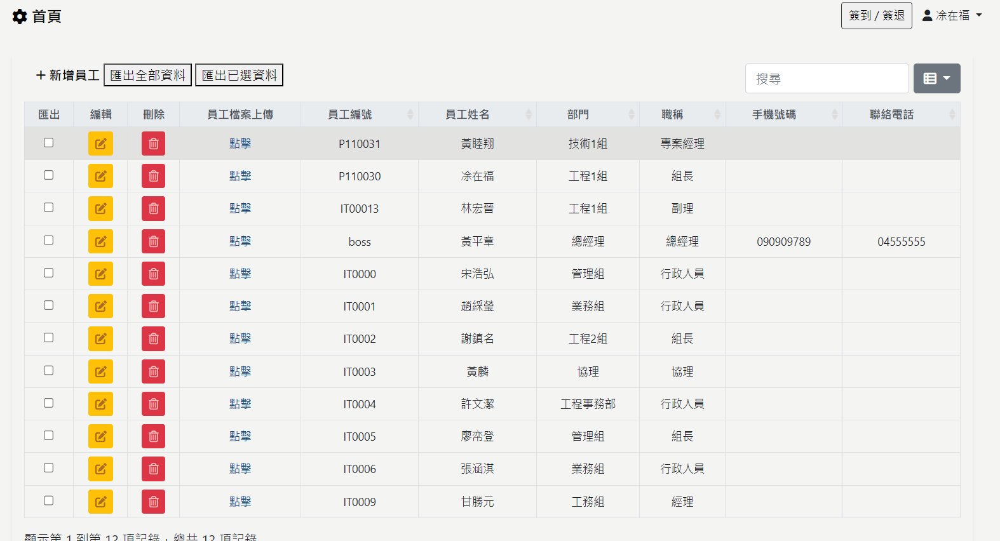 首頁
簽到 / 簽退 凃在福
新增員工 匯出全部資料 匯出已選資料 搜尋
匯出 編輯 刪除 員工檔案上傳 員工編號 員工姓名 部門 職稱 手機號碼 聯絡電話
點擊 P110031 黃睦翔 技術1組 專案經理
點擊 P110030 凃在福 工程1組 組長
點擊 IT00013 林宏晉 工程1組 副理
點擊 boss 黃平章 總經理 總經理 090909789 04555555
點擊 IT0000 宋浩弘 管理組 行政人員
點擊 IT0001 趙綵瑩 業務組 行政人員
點擊 IT0002 謝鎮名 工程2組 組長
點擊 IT0003 黃麟 協理 協理
點擊 IT0004 許文潔 工程事務部 行政人員
點擊 IT0005 廖帟登 管理組 組長
點擊 IT0006 張涵淇 業務組 行政人員
點擊 IT0009 甘勝元 工務組 經理
顯示第 1 到第 12 項記錄，總共 12 項記錄